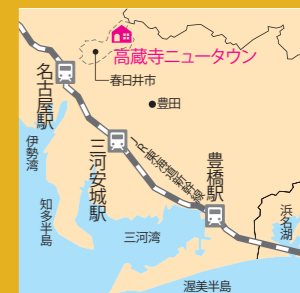 高蔵寺ニュータウン
春日井市
名古屋駅
豊田
伊勢湾
三河安城駅
JR東海道新幹線
豊橋駅
知多半島
浜名湖
三河湾
渥美半島